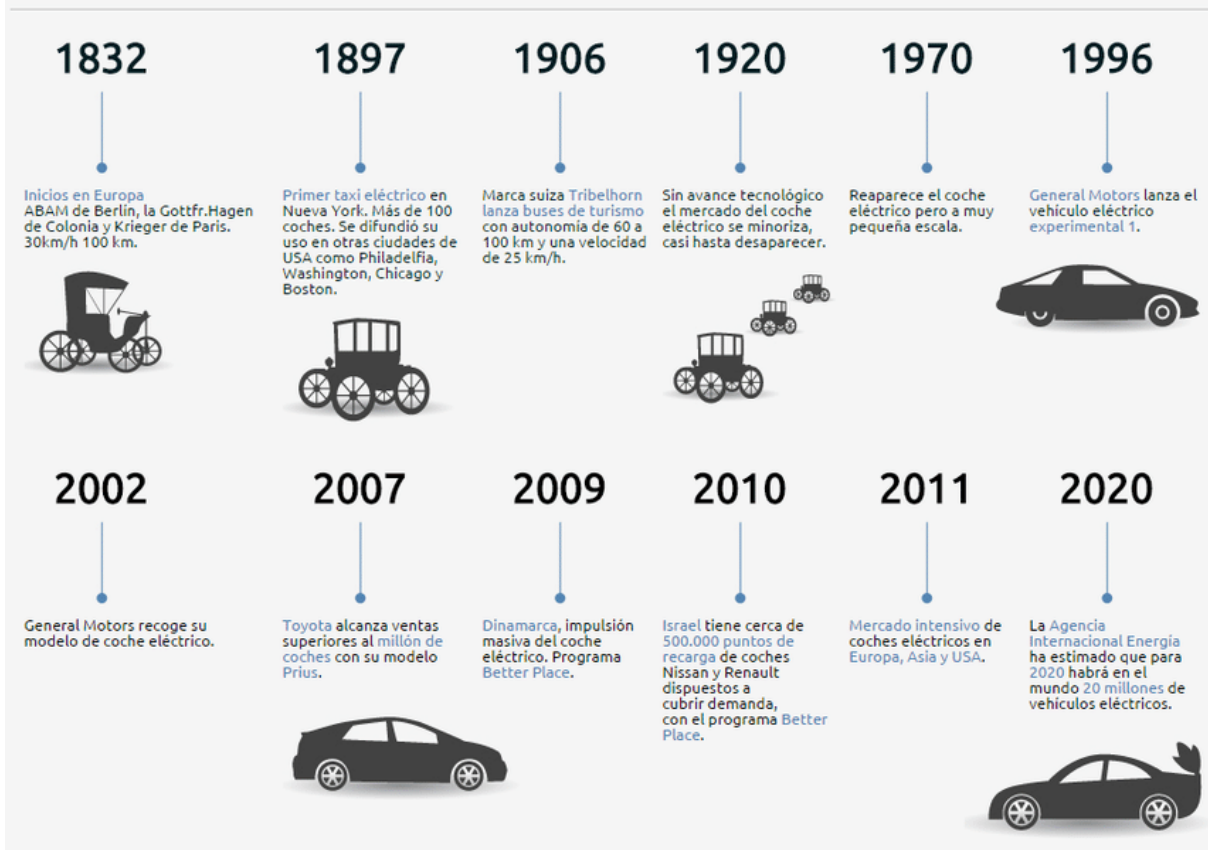 1832
Inicios en Europa
ABAM de Berlín, la Gottfr.Hagen
de Colonia y Krieger de Paris.
30km/h 100 km.
1897
Primer taxi eléctrico en
Nueva York. Más de 100
coches. Se difundió su
uso en otras ciudades de
USA como Philadelfia,
Washington, Chicago y
Boston.
1906
Marca suiza Tribelhorn
lanza buses de turismo
con autonomía de 60 a
100 km y una velocidad
de 25 km/h.
1920
Sin avance tecnológico
el mercado del coche
eléctrico se minoriza,
casi hasta desaparecer.
1970
Reaparece el coche
eléctrico pero a muy
pequeña escala.
1996
General Motors lanza el
vehículo eléctrico
experimental 1.
2002
General Motors recoge su
modelo de coche eléctrico.
2007
Toyota alcanza ventas
superiores al millón de
coches con su modelo
Prius.
2009
Dinamarca, impulsión
masiva del coche
eléctrico. Programa
Better Place.
2010
Israel tiene cerca de
500.000 puntos de
recarga de coches
Nissan y Renault
dispuestos a
cubrir demanda,
con el programa Better
Place.
2011
Mercado intensivo de
coches eléctricos en
Europa, Asia y USA.
2020
La Agencia
Internacional Energía
ha estimado que para
2020 habrá en el
mundo 20 millones de
vehículos eléctricos.